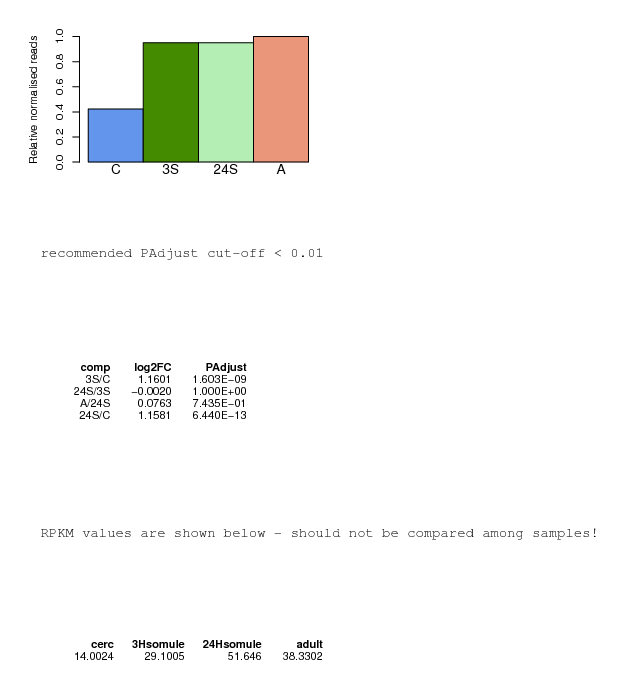 Relative normalised reads
1.0
0.8
0.6
0.4
0.2
0.0
C 3S 24S A
recommended PAdjust cut-off < 0.01
comp log2FC PAdjust
3S/C 1.1601 1.603E−09
24S/3S −0.0020 1.000E+00
A/24S 0.0763 7.435E−01
24S/C 1.1581 6.440E−13
RPKM values are shown below - should not be compared among samples!
cerc 3Hsomule 24Hsomule adult
14.0024 29.1005 51.646 38.3302